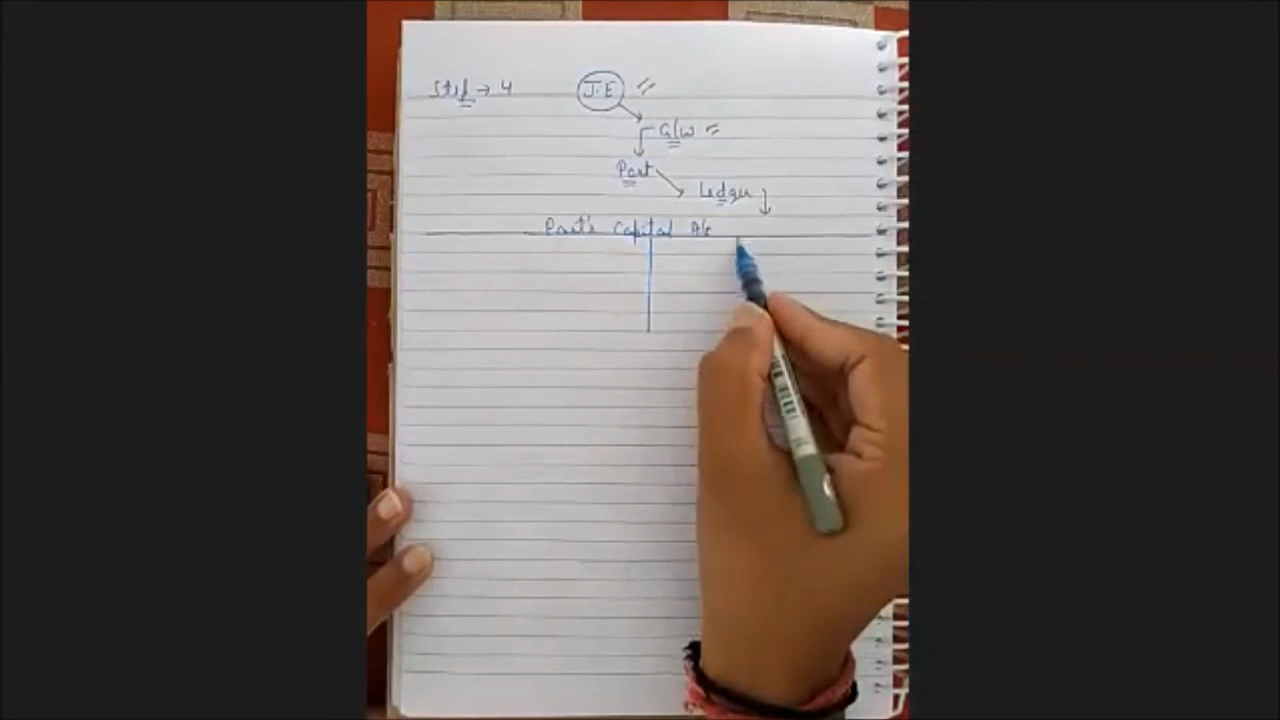 Step → 4
J.E
G/w
Part
Ledger
Part's Capital A/c